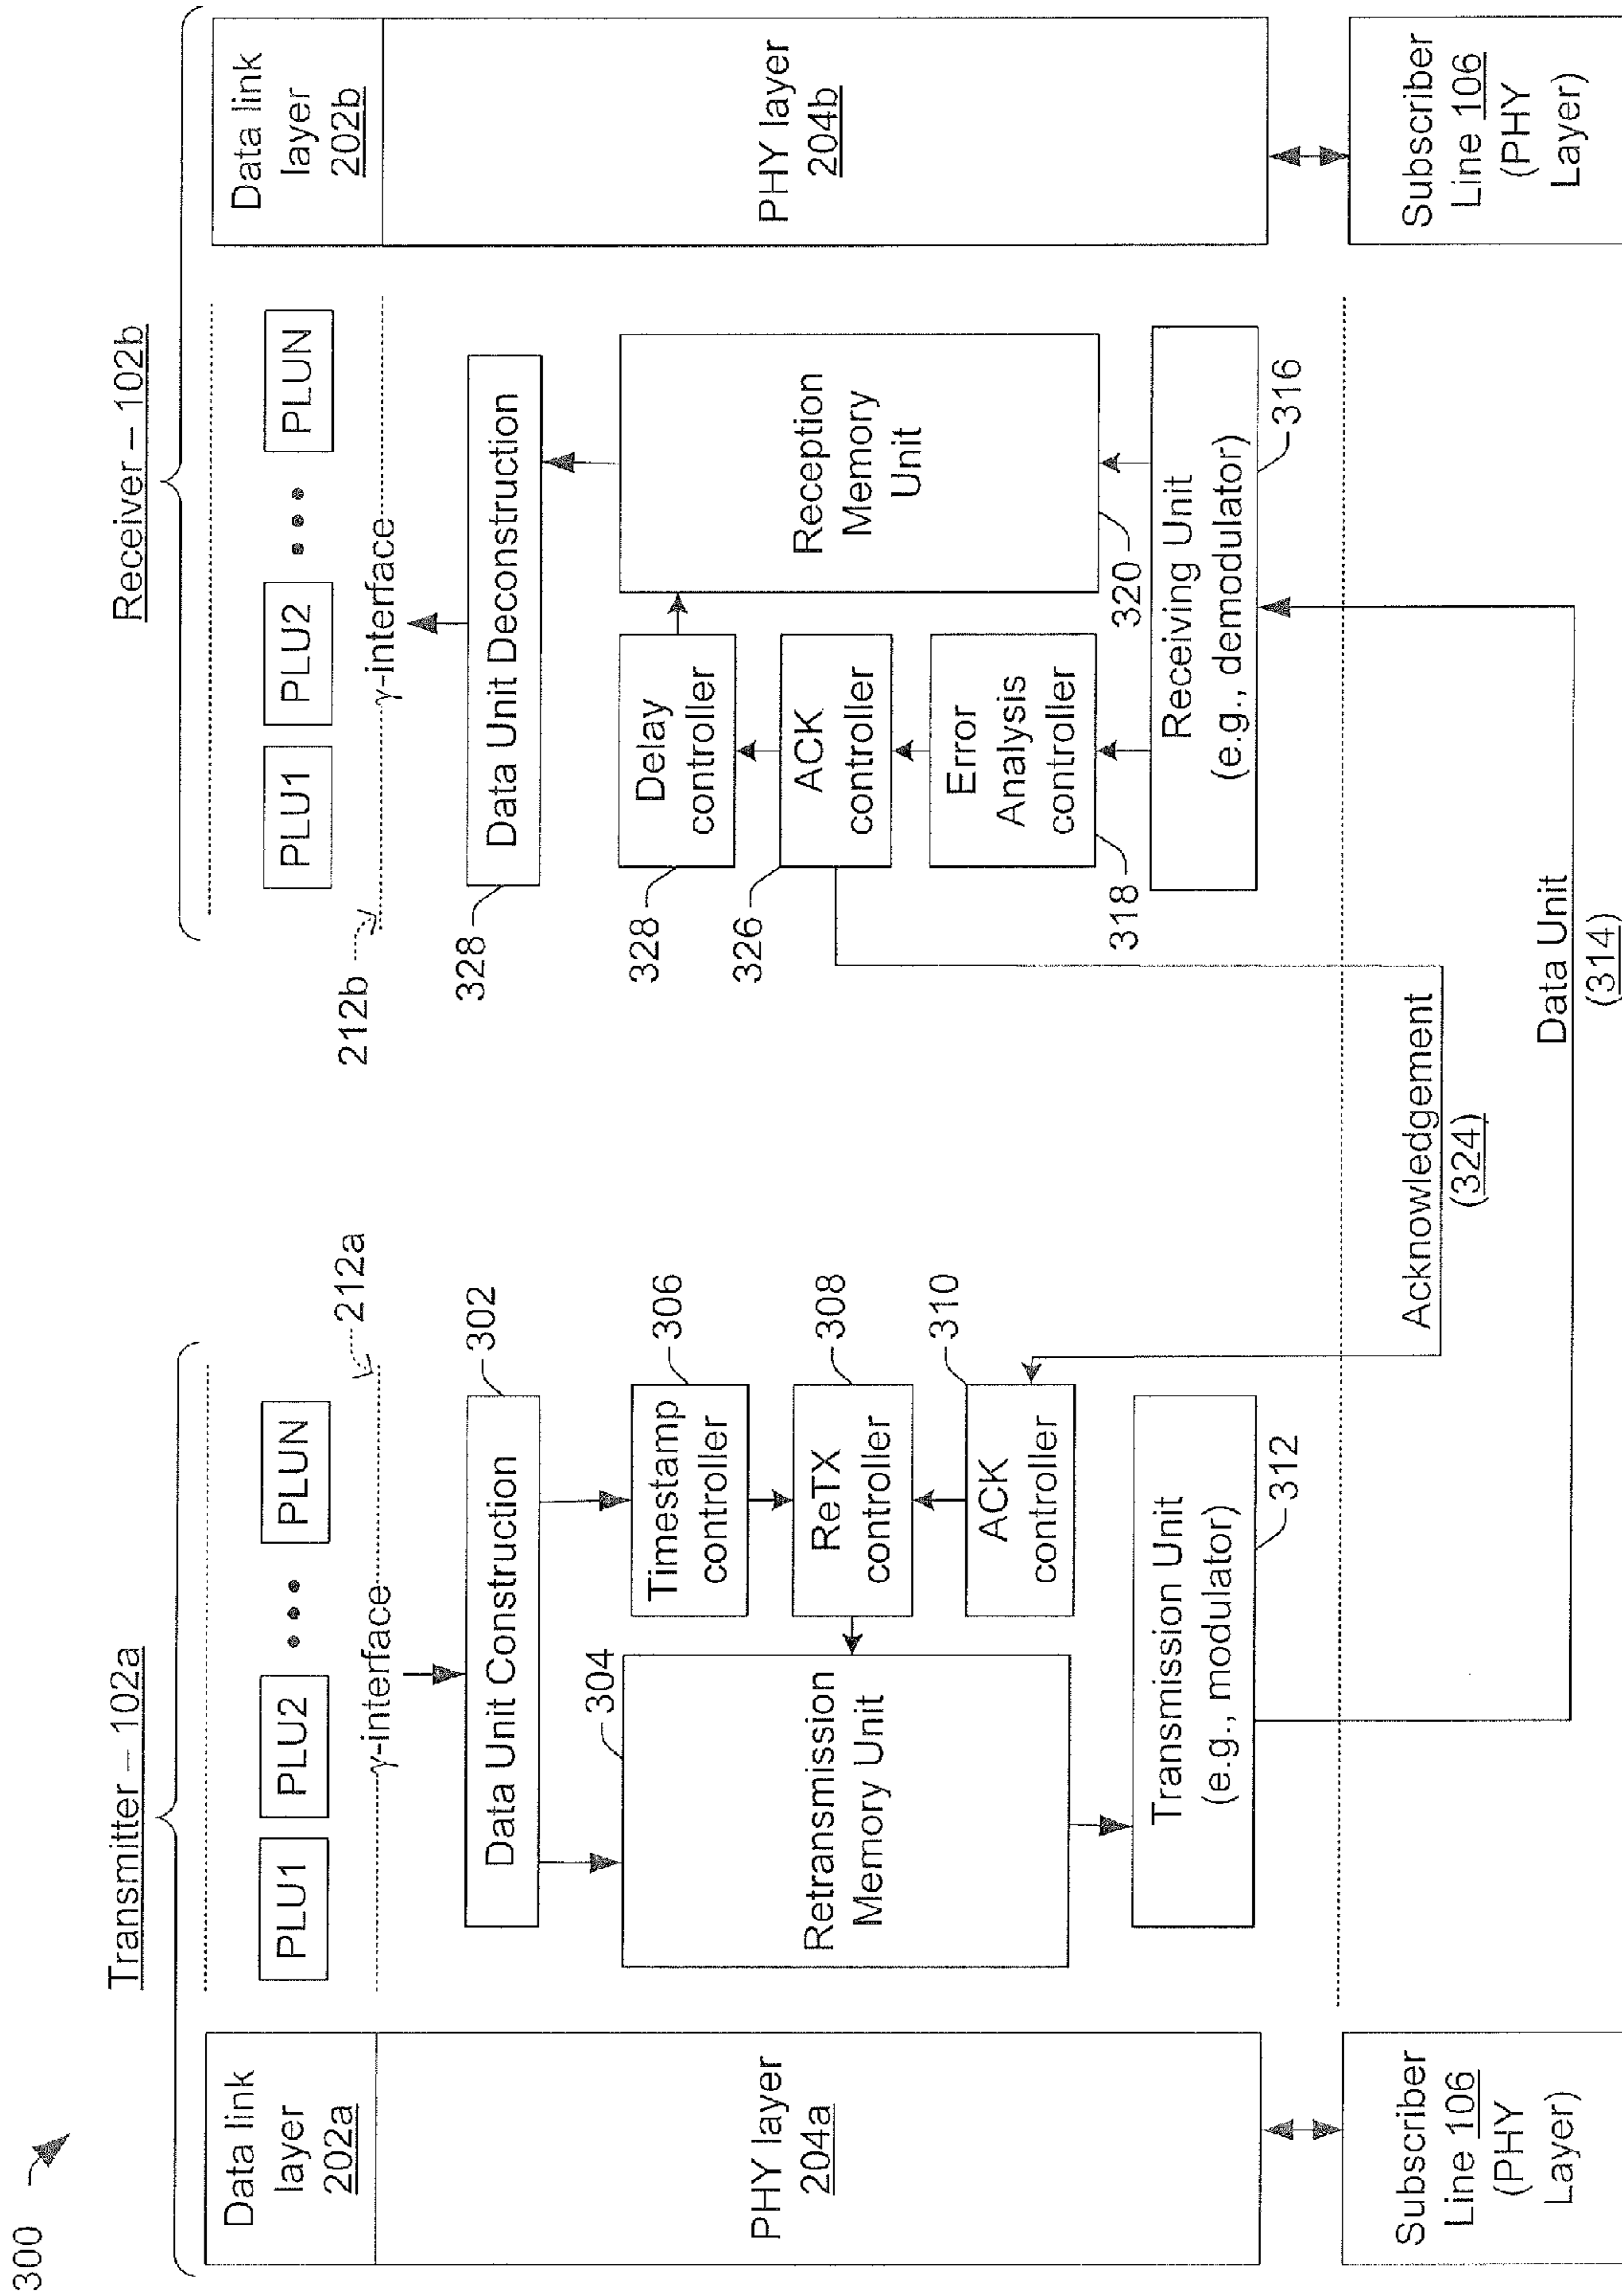 300
Transmitter – 102a
Data link
layer
202a
PHY layer
204a
Subscriber
Line 106
(PHY
Layer)
PLU1
PLU2
PLUN
γ-interface
212a
Data Unit Construction
302
304
Retransmission
Memory Unit
Timestamp
controller
306
ReTX
controller
308
ACK
controller
310
Transmission Unit
(e.g., modulator)
312
Acknowledgement
(324)
Data Unit
(314)
Receiver – 102b
PLU1
PLU2
PLUN
γ-interface
212b
Data Unit Deconstruction
328
Delay
controller
328
ACK
controller
326
Error
Analysis
controller
318
Reception
Memory
Unit
320
Receiving Unit
(e.g., demodulator)
316
Data link
layer
202b
PHY layer
204b
Subscriber
Line 106
(PHY
Layer)